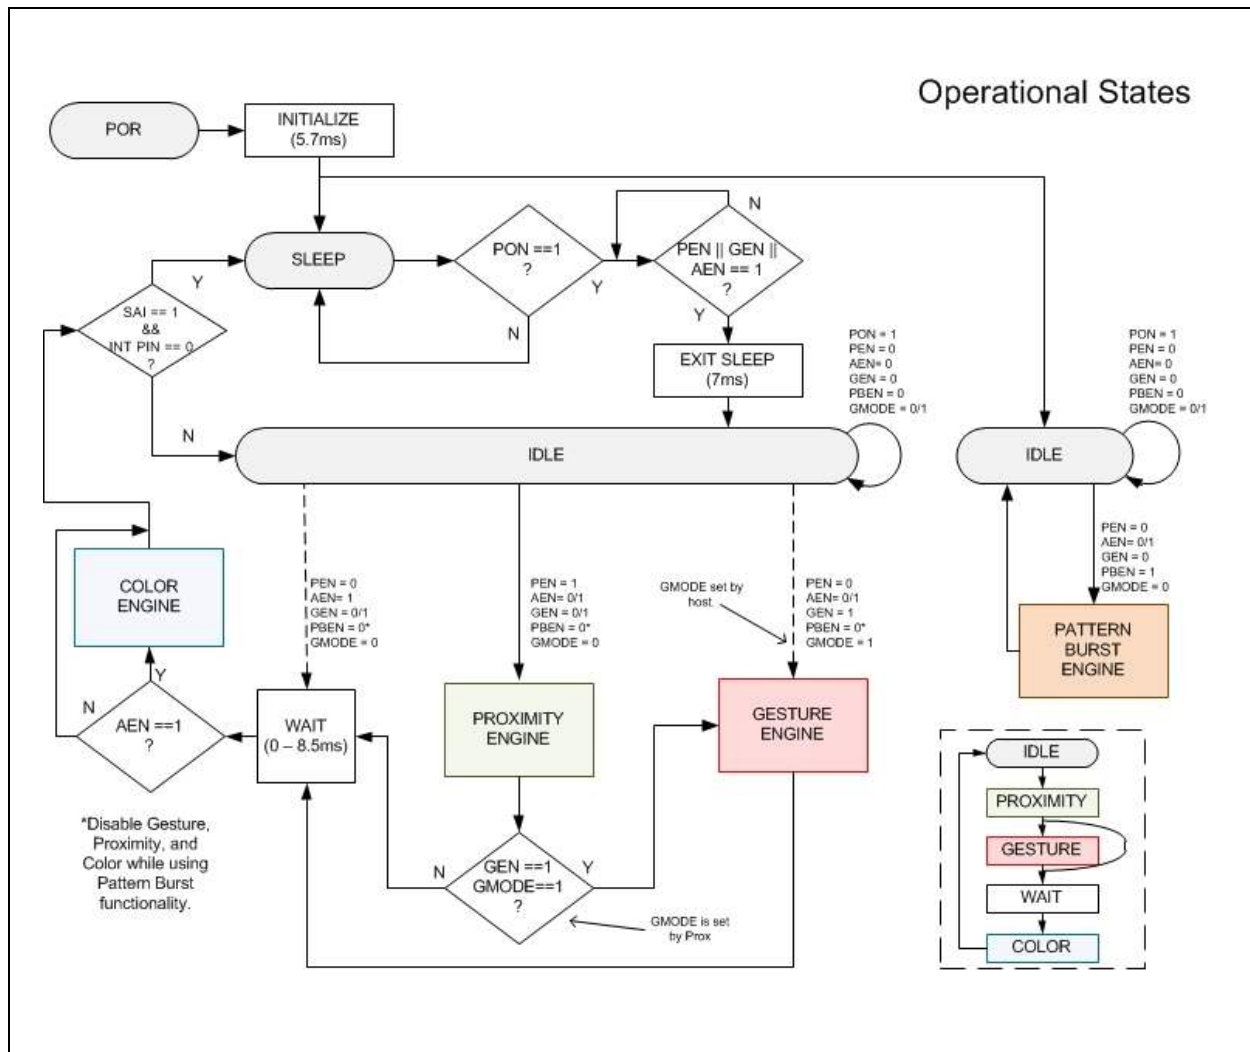 Operational States
POR
INITIALIZE
(5.7ms)
N
SLEEP
PON ==1
?
Y
PEN || GEN ||
AEN == 1
?
Y
N
Y
SAI == 1
&&
INT PIN == 0
?
N
EXIT SLEEP
(7ms)
PON = 1
PEN = 0
AEN= 0
GEN = 0
PBEN = 0
GMODE = 0/1
PON = 1
PEN = 0
AEN= 0
GEN = 0
PBEN = 0
GMODE = 0/1
IDLE
IDLE
COLOR
ENGINE
PEN = 0
AEN= 1
GEN = 0/1
PBEN = 0*
GMODE = 0
PEN = 1
AEN= 0/1
GEN = 0/1
PBEN = 0*
GMODE = 0
GMODE set by
host
PEN = 0
AEN= 0/1
GEN = 1
PBEN = 0*
GMODE = 1
PEN = 0
AEN= 0/1
GEN = 0
PBEN = 1
GMODE = 0
PATTERN
BURST
ENGINE
Y
N
AEN ==1
?
WAIT
(0 – 8.5ms)
PROXIMITY
ENGINE
GESTURE
ENGINE
*Disable Gesture,
Proximity, and
Color while using
Pattern Burst
functionality.
N
GEN ==1
GMODE==1
?
Y
GMODE is set
by Prox
IDLE
PROXIMITY
GESTURE
WAIT
COLOR